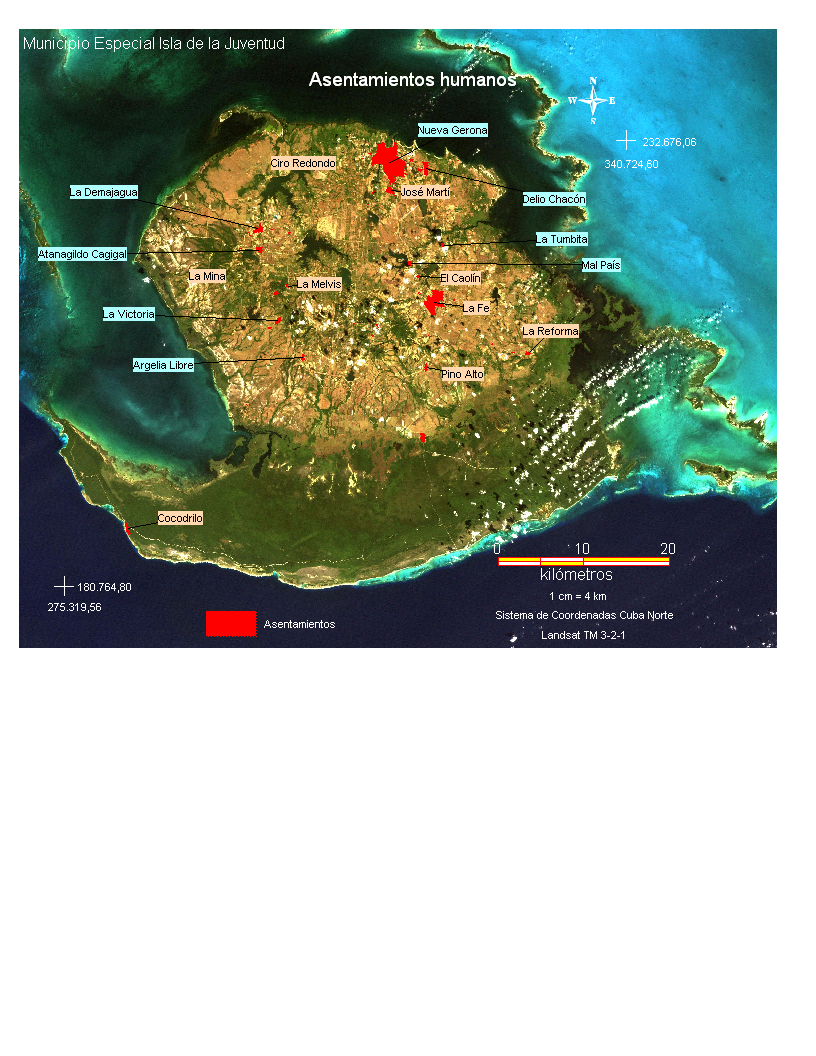 Municipio Especial Isla de la Juventud
Asentamientos humanos
N
W E
S
Nueva Gerona
232.676,06
340.724,60
Ciro Redondo
La Demajagua
José Martí
Delio Chacón
La Tumbita
Atanagildo Cagigal
Mal País
La Mina
El Caolín
La Melvis
La Fe
La Victoria
La Reforma
Argelia Libre
Pino Alto
Cocodrilo
0 10 20
kilómetros
180.764,80
275.319,56
1 cm = 4 km
Sistema de Coordenadas Cuba Norte
Asentamientos
Landsat TM 3-2-1